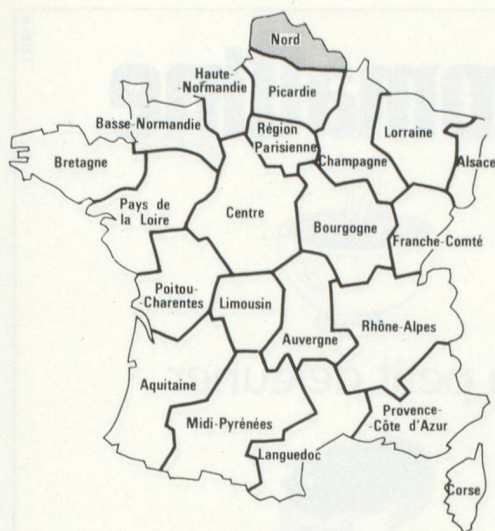 Nord
Haute-
Normandie
Picardie
Basse-Normandie
Région
Parisienne
Lorraine
Bretagne
Champagne
Alsace
Pays de
la Loire
Centre
Bourgogne
Franche-Comté
Poitou-
Charentes
Limousin
Auvergne
Rhône-Alpes
Aquitaine
Midi-Pyrénées
Provence-
-Côte d'Azur
Languedoc
Corse